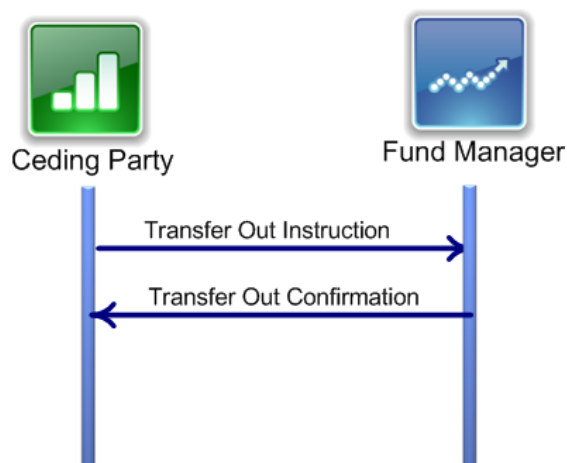 Ceding Party
Fund Manager
Transfer Out Instruction
Transfer Out Confirmation